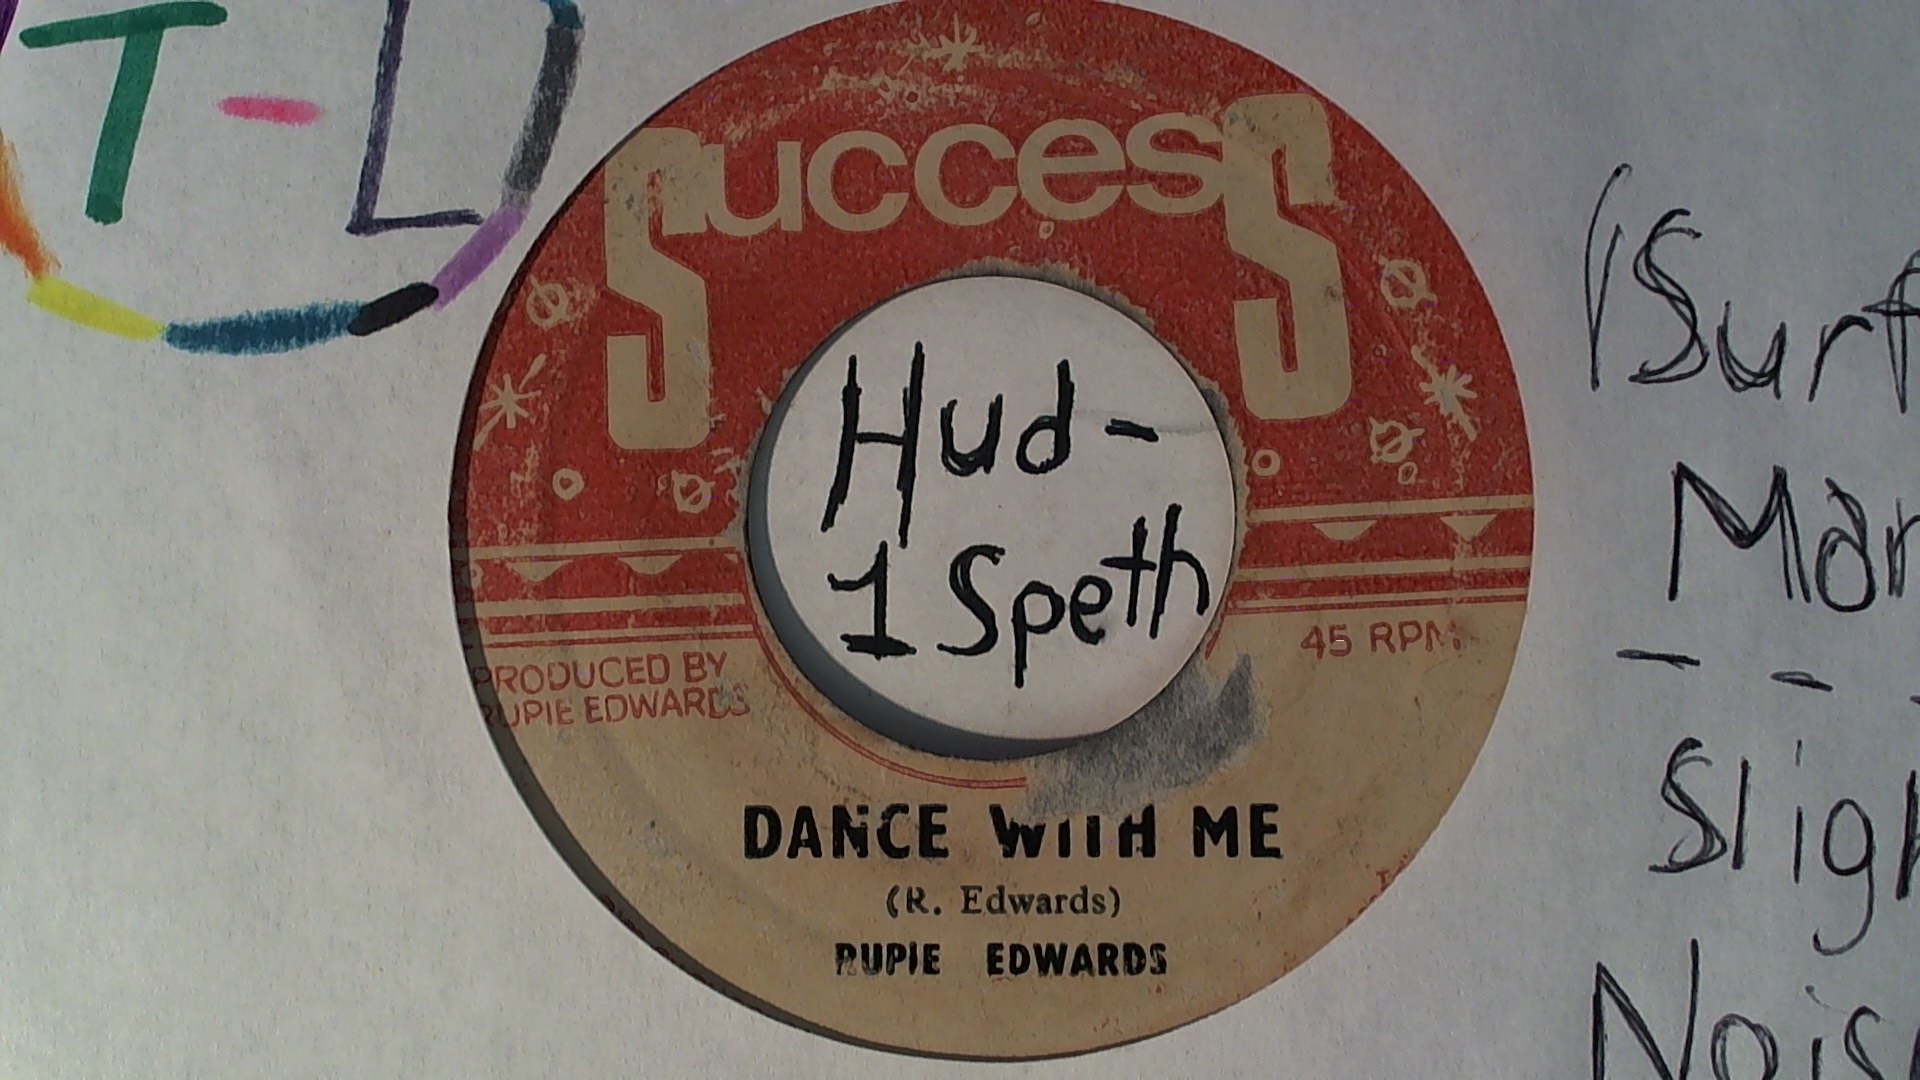 T-D
SuccesS
Hud-
1 Speth
45 RPM
PRODUCED BY
RUPIE EDWARDS
DANCE WITH ME
(R. Edwards)
RUPIE EDWARDS
(Surf
Mar
- -
Sligh
Nois